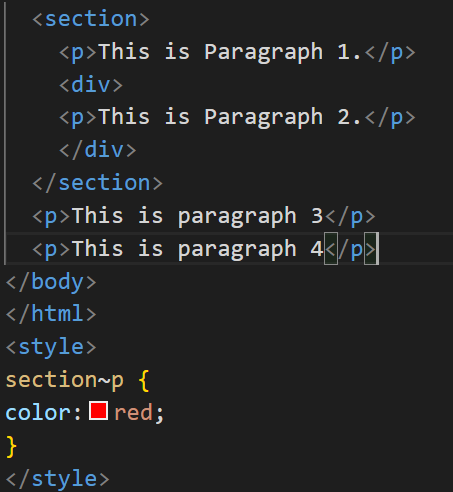 <section>
<p>This is Paragraph 1.</p>
<div>
<p>This is Paragraph 2.</p>
</div>
</section>
<p>This is paragraph 3</p>
<p>This is paragraph 4</p>
</body>
</html>
<style>
section~p {
color: red;
}
</style>